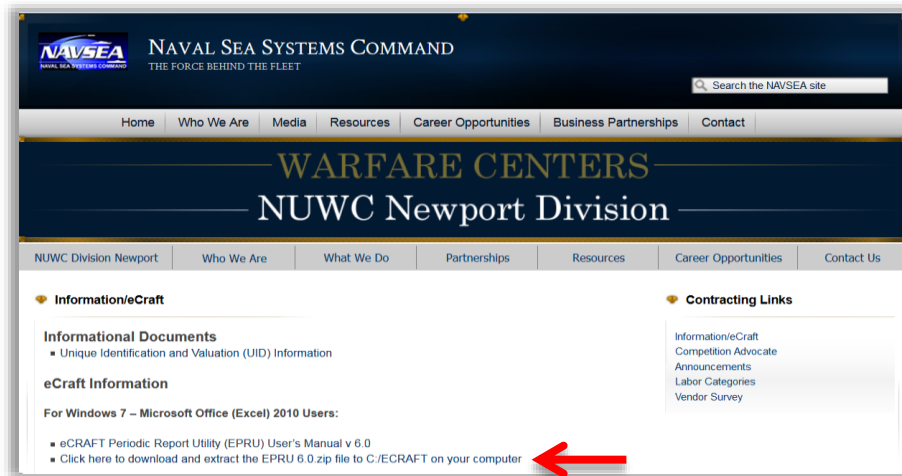 NAVSEA
NAVAL SEA SYSTEMS COMMAND
NAVAL SEA SYSTEMS COMMAND
THE FORCE BEHIND THE FLEET
Search the NAVSEA site
Home Who We Are Media Resources Career Opportunities Business Partnerships Contact
WARFARE CENTERS
NUWC Newport Division
NUWC Division Newport Who We Are What We Do Partnerships Resources Career Opportunities Contact Us
Information/eCraft
Informational Documents
Unique Identification and Valuation (UID) Information
eCraft Information
For Windows 7 – Microsoft Office (Excel) 2010 Users:
eCRAFT Periodic Report Utility (EPRU) User's Manual v 6.0
Click here to download and extract the EPRU 6.0.zip file to C:/ECRAFT on your computer
Contracting Links
Information/eCraft
Competition Advocate
Announcements
Labor Categories
Vendor Survey